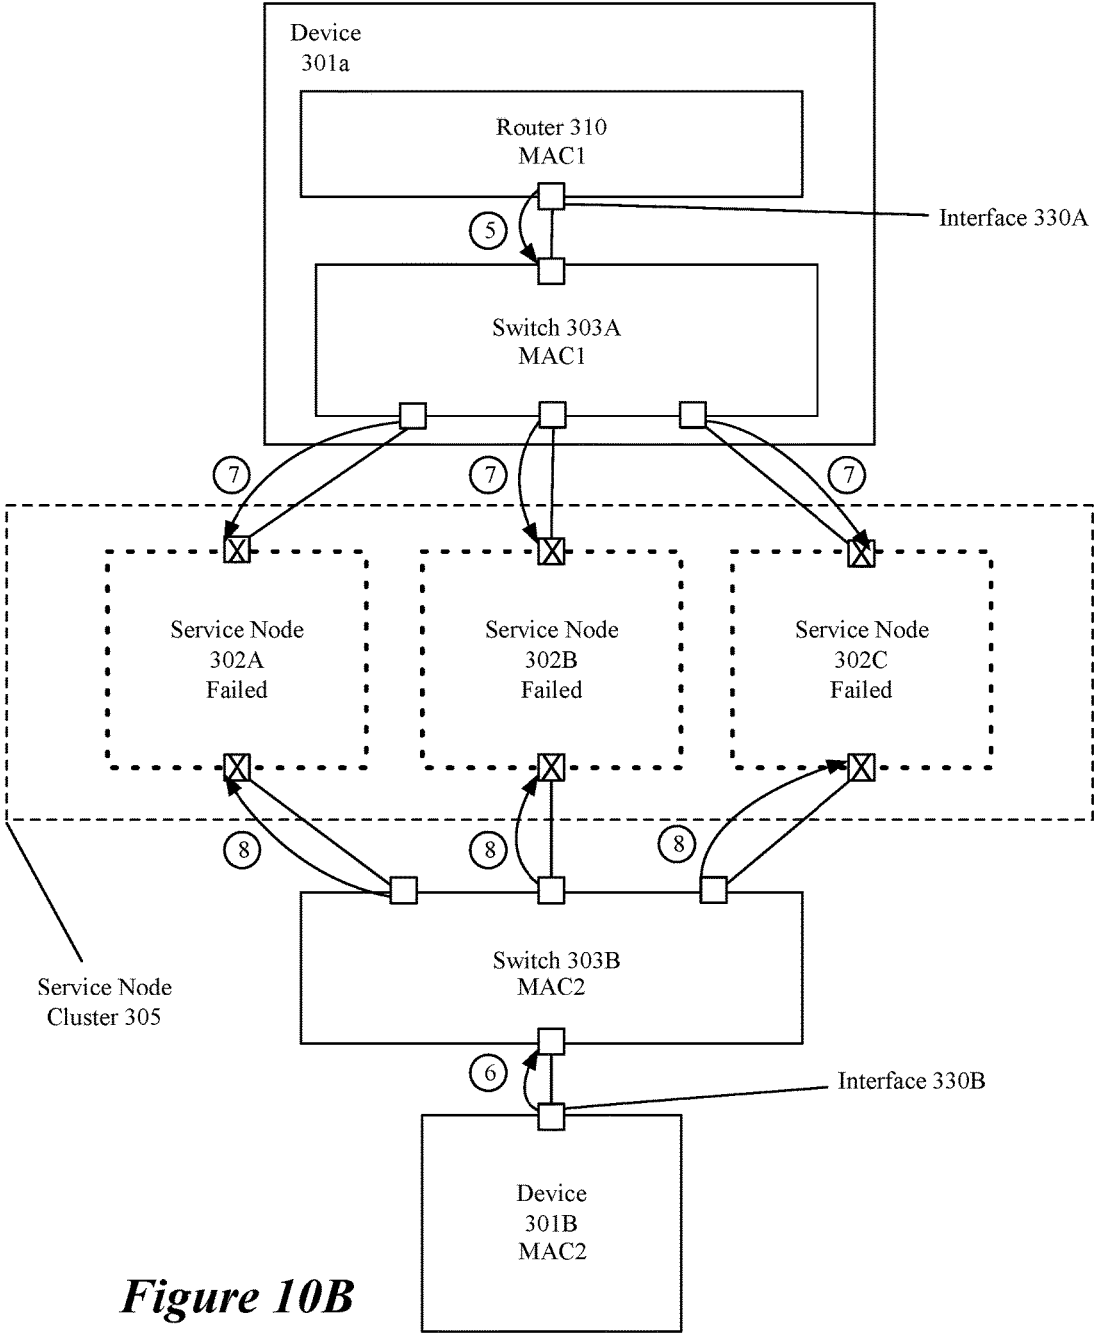 Device
301a
Router 310
MAC1
5
Interface 330A
Switch 303A
MAC1
7
7
7
Service Node
302A
Failed
Service Node
302B
Failed
Service Node
302C
Failed
8
8
8
Switch 303B
MAC2
Service Node
Cluster 305
6
Interface 330B
Device
301B
MAC2
Figure 10B